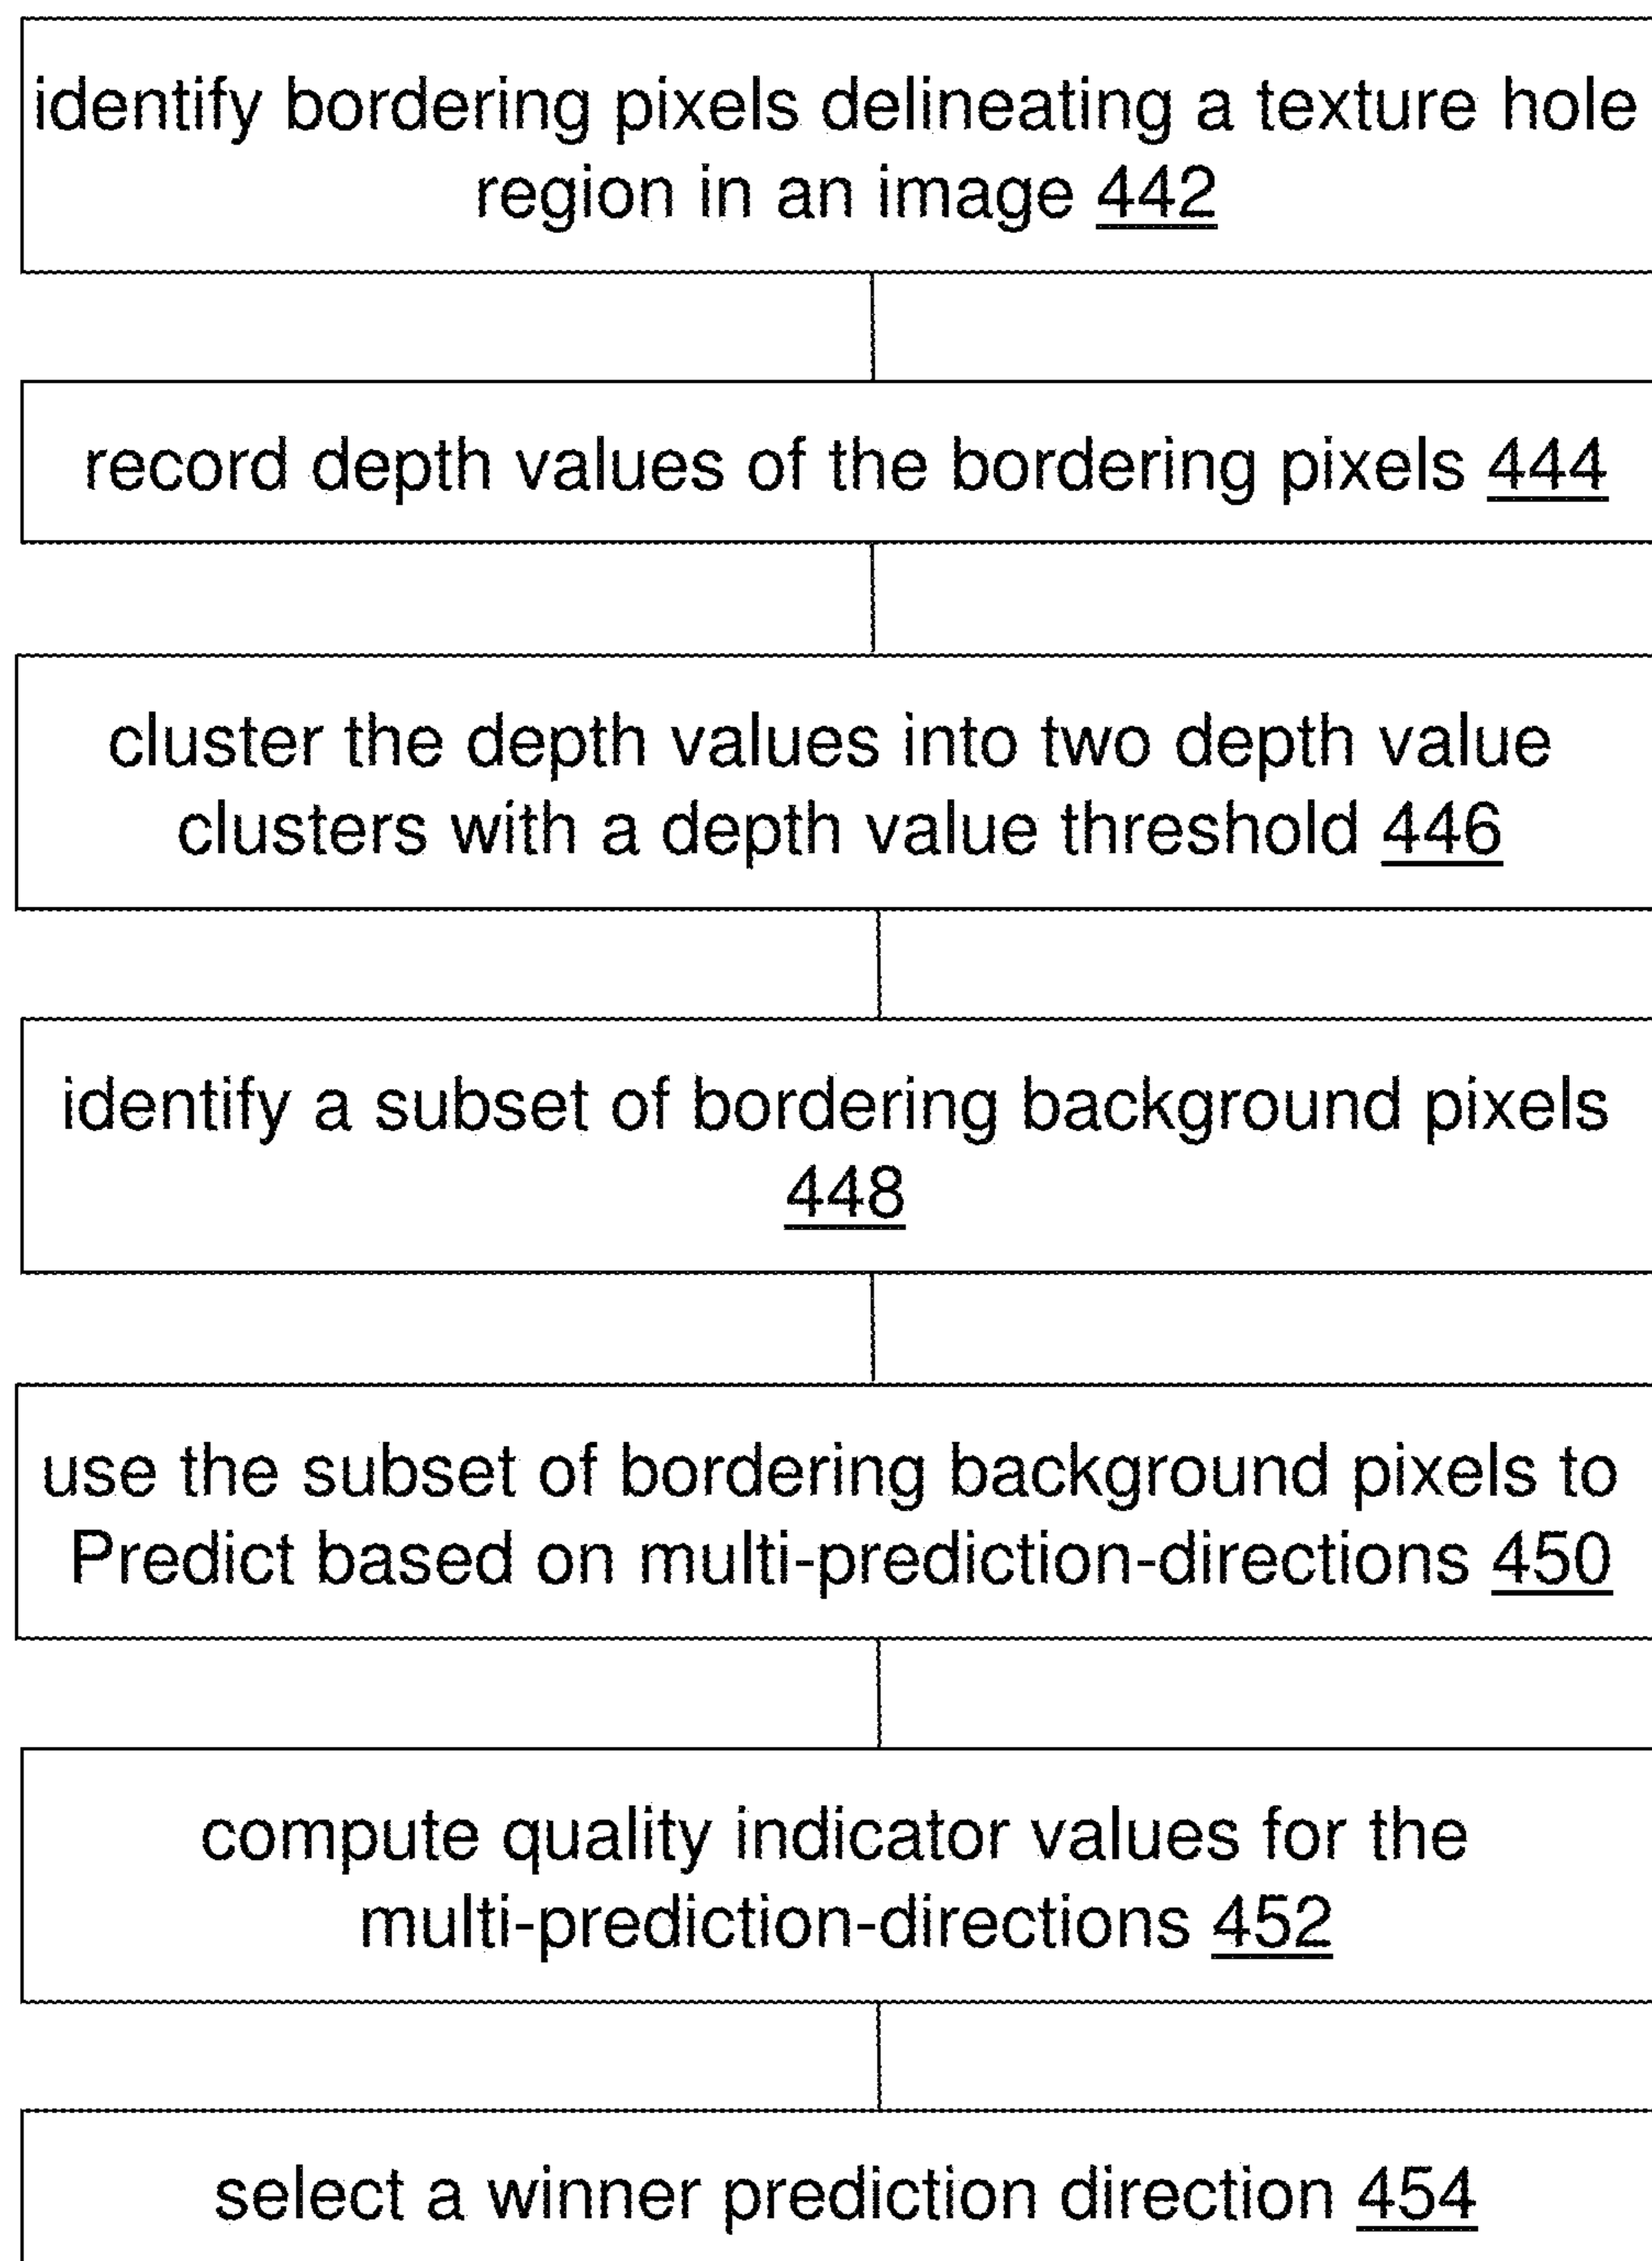 identify bordering pixels delineating a texture hole
region in an image 442
record depth values of the bordering pixels 444
cluster the depth values into two depth value
clusters with a depth value threshold 446
identify a subset of bordering background pixels
448
use the subset of bordering background pixels to
Predict based on multi-prediction-directions 450
compute quality indicator values for the
multi-prediction-directions 452
select a winner prediction direction 454